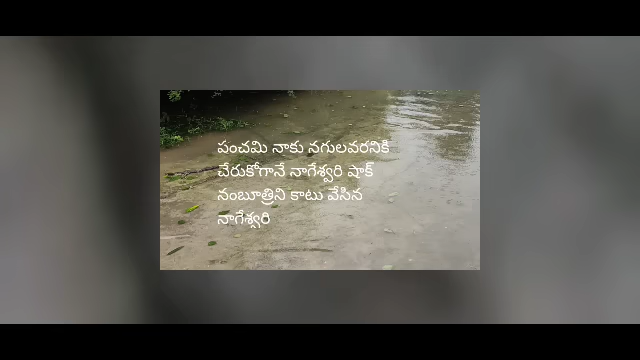 పంచమి నాకు నగులవరనికి
చేరుకోగానే నాగేశ్వరి షాక్
నంబూత్రిని కాటు వేసిన
నాగేశ్వరి